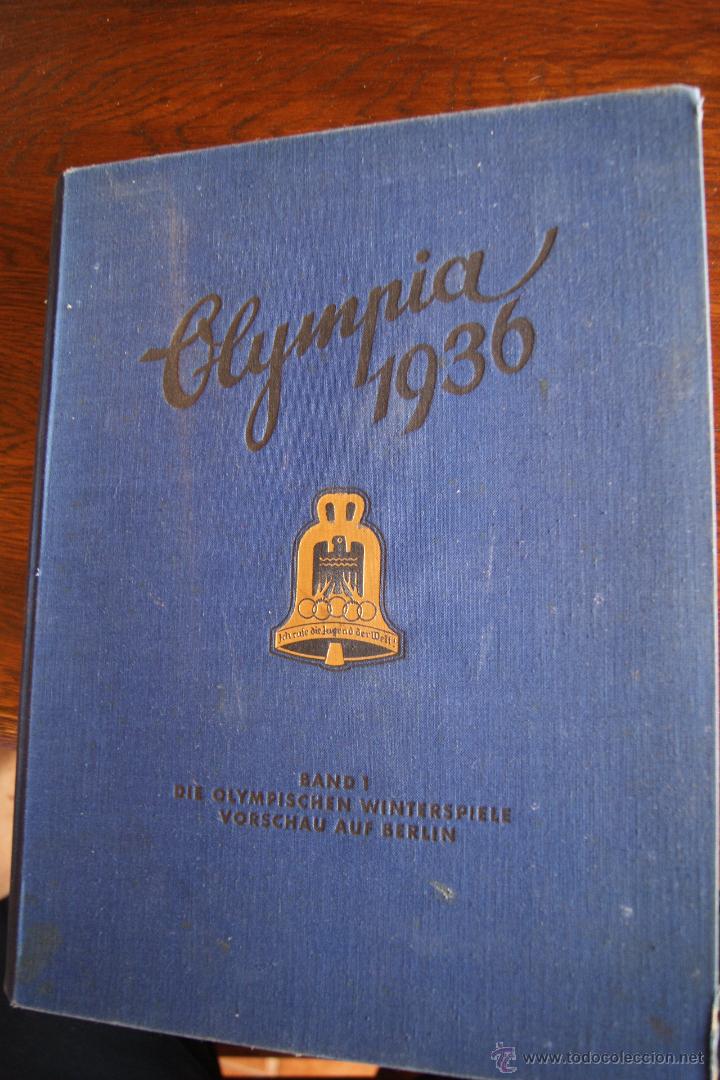 Olympia
1936
Ich rufe die Jugend der Welt!
BAND 1
DIE OLYMPISCHEN WINTERSPIELE
VORSCHAU AUF BERLIN
© www.todocoleccion.net